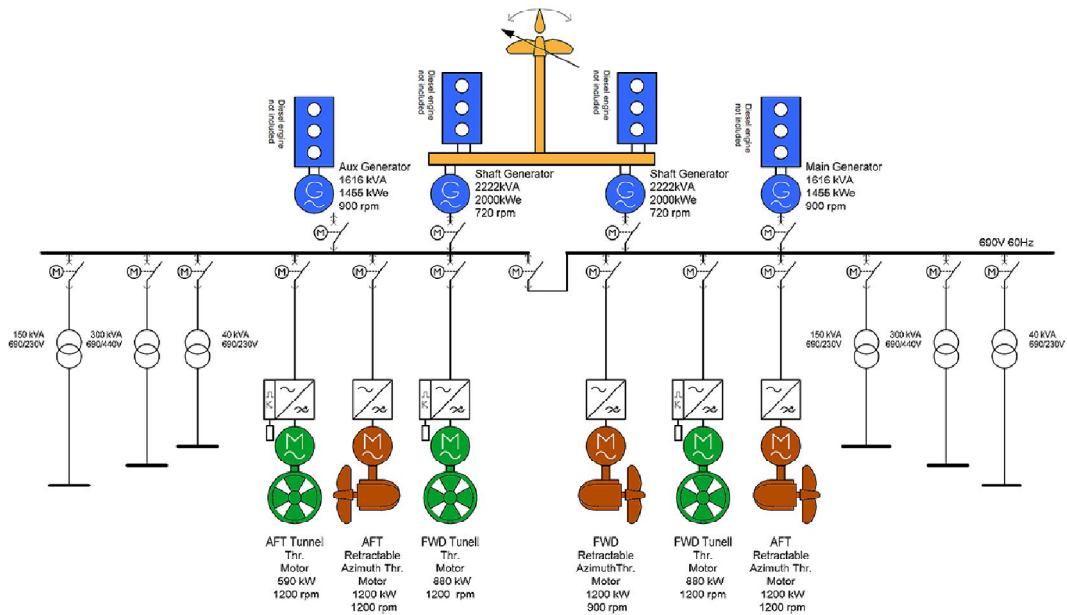 Diesel engine
not included
Diesel engine
not included
Diesel engine
not included
Diesel engine
not included
Aux Generator
1616 kVA
1455 kWe
900 rpm
Shaft Generator
2222kVA
2000kWe
720 rpm
Shaft Generator
2222kVA
2000kWe
720 rpm
Main Generator
1616 kVA
1455 kWe
900 rpm
G
G
G
G
M
M
M
M
690V 60Hz
M
M
M
M
M
M
M
M
M
M
M
M
M
150 kVA
690/230V
300 kVA
690/440V
40 kVA
690/230V
150 kVA
690/230V
300 kVA
690/440V
40 kVA
690/230V
M
M
M
M
M
M
AFT Tunnel
Thr.
Motor
590 kW
1200 rpm
AFT
Retractable
Azimuth Thr.
Motor
1200 kW
1200 rpm
FWD Tunell
Thr.
Motor
880 kW
1200 rpm
FWD
Retractable
AzimuthThr.
Motor
1200 kW
900 rpm
FWD Tunell
Thr.
Motor
880 kW
1200 rpm
AFT
Retractable
Azimuth Thr.
Motor
1200 kW
1200 rpm